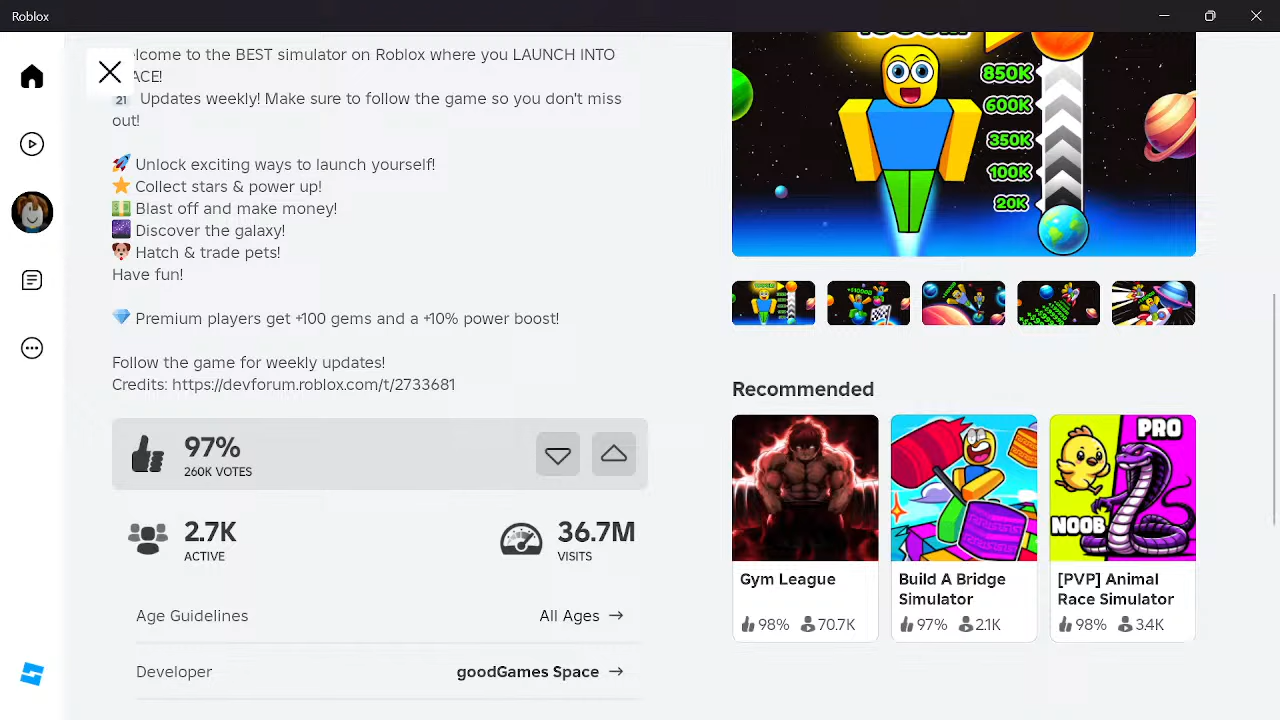 Roblox
elcome to the BEST simulator on Roblox where you LAUNCH INTO
ACE!
21 Updates weekly! Make sure to follow the game so you don't miss
out!
🚀 Unlock exciting ways to launch yourself!
⭐ Collect stars & power up!
💵 Blast off and make money!
🌌 Discover the galaxy!
🐶 Hatch & trade pets!
Have fun!
💎 Premium players get +100 gems and a +10% power boost!
Follow the game for weekly updates!
Credits: https://devforum.roblox.com/t/2733681
97%
260K VOTES
2.7K
ACTIVE
36.7M
VISITS
Age Guidelines
All Ages →
Developer
goodGames Space →
850K
600K
350K
100K
20K
Recommended
PRO
NOOB
Gym League
98% 70.7K
Build A Bridge
Simulator
97% 2.1K
[PVP] Animal
Race Simulator
98% 3.4K